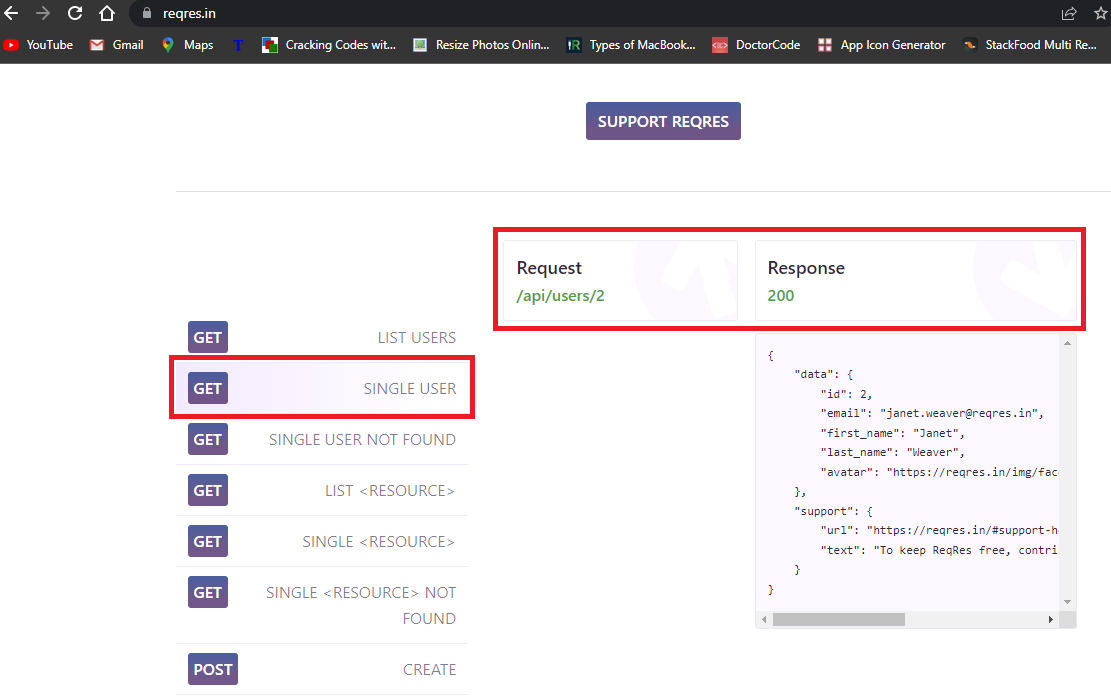 reqres.in
YouTube
Gmail
Maps
T
Cracking Codes wit...
Resize Photos Onlin...
iR
Types of MacBook...
DoctorCode
App Icon Generator
StackFood Multi Re...
SUPPORT REQRES
Request
/api/users/2
Response
200
GET LIST USERS
GET SINGLE USER
GET SINGLE USER NOT FOUND
GET LIST <RESOURCE>
GET SINGLE <RESOURCE>
GET SINGLE <RESOURCE> NOT
FOUND
POST CREATE
{
"data": {
"id": 2,
"email": "janet.weaver@reqres.in",
"first_name": "Janet",
"last_name": "Weaver",
"avatar": "https://reqres.in/img/fac
},
"support": {
"url": "https://reqres.in/#support-h
"text": "To keep ReqRes free, contri
}
}